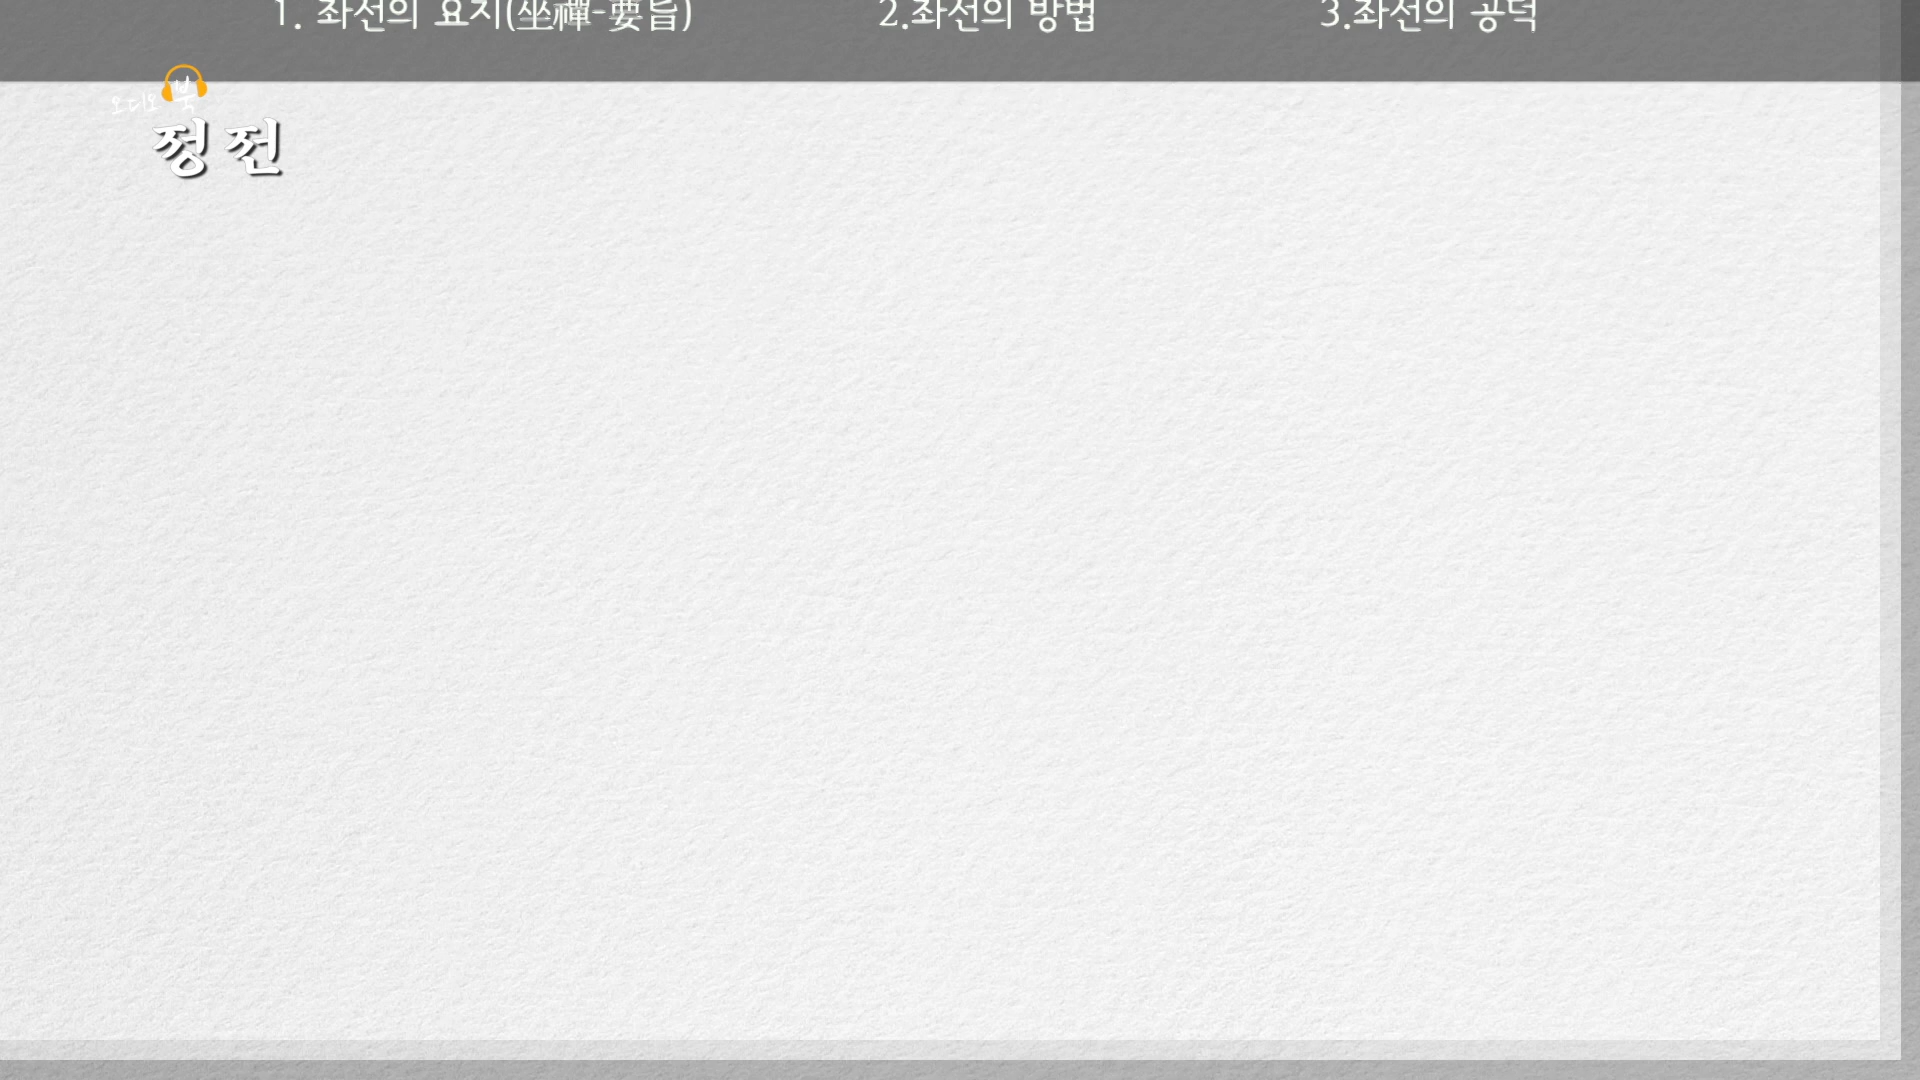 1. 좌선의 요지(坐禪-要旨) 2.좌선의 방법 3.좌선의 공덕
오디오 북
정전